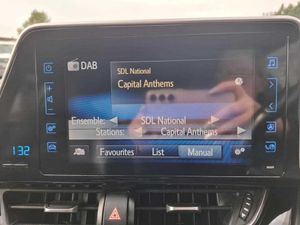 DAB
SDL National
Capital Anthems
Ensemble: SDL National
Stations: Capital Anthems
132
Favourites List Manual